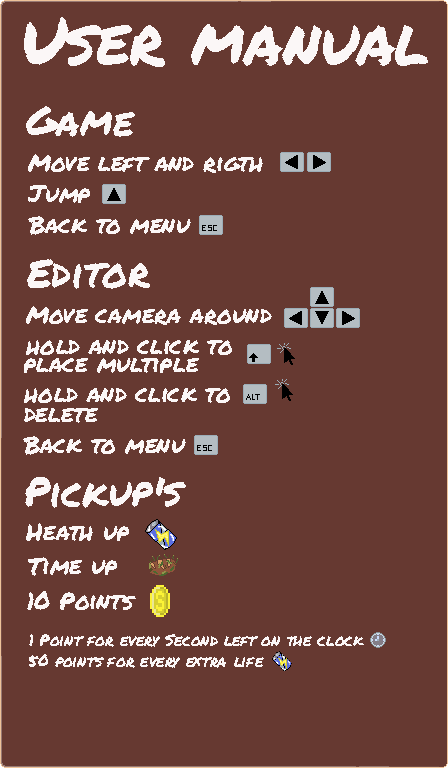 User manual
Game
Move left and rigth
Jump
Back to menu ESC
Editor
Move camera around
Hold and click to
place multiple
Hold and click to ALT
delete
Back to menu ESC
Pickup's
Heath up
Time up
10 Points
1 Point for every Second left on the clock
50 points for every extra life